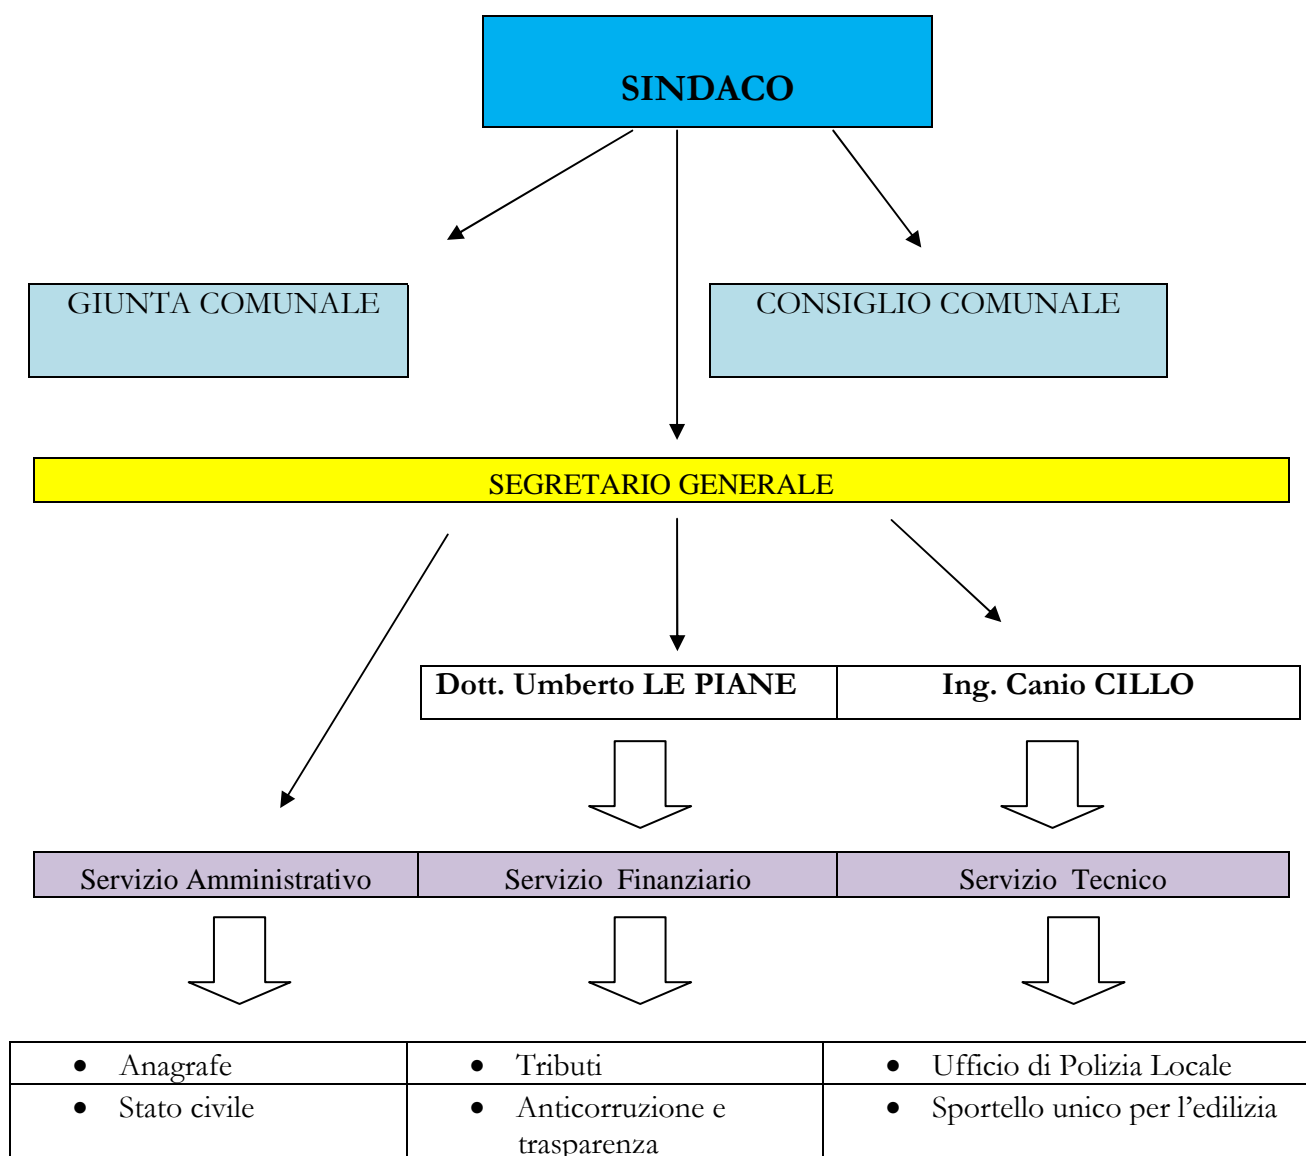 SINDACO
GIUNTA COMUNALE
CONSIGLIO COMUNALE
SEGRETARIO GENERALE
Dott. Umberto LE PIANE
Ing. Canio CILLO
Servizio Amministrativo
Servizio Finanziario
Servizio Tecnico
• Anagrafe
• Tributi
• Ufficio di Polizia Locale
• Stato civile
• Anticorruzione e
trasparenza
• Sportello unico per l’edilizia